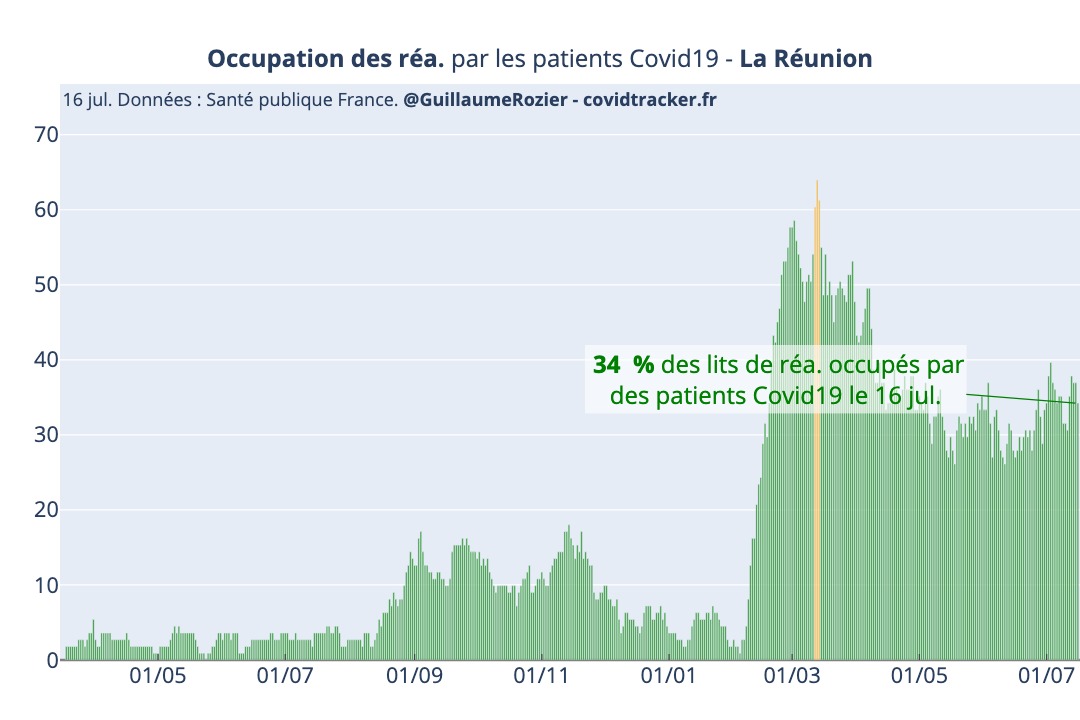 Occupation des réa. par les patients Covid19 - La Réunion
16 jul. Données : Santé publique France. @GuillaumeRozier - covidtracker.fr
70
60
50
40
30
20
10
0
34 % des lits de réa. occupés par
des patients Covid19 le 16 jul.
01/05 01/07 01/09 01/11 01/01 01/03 01/05 01/07